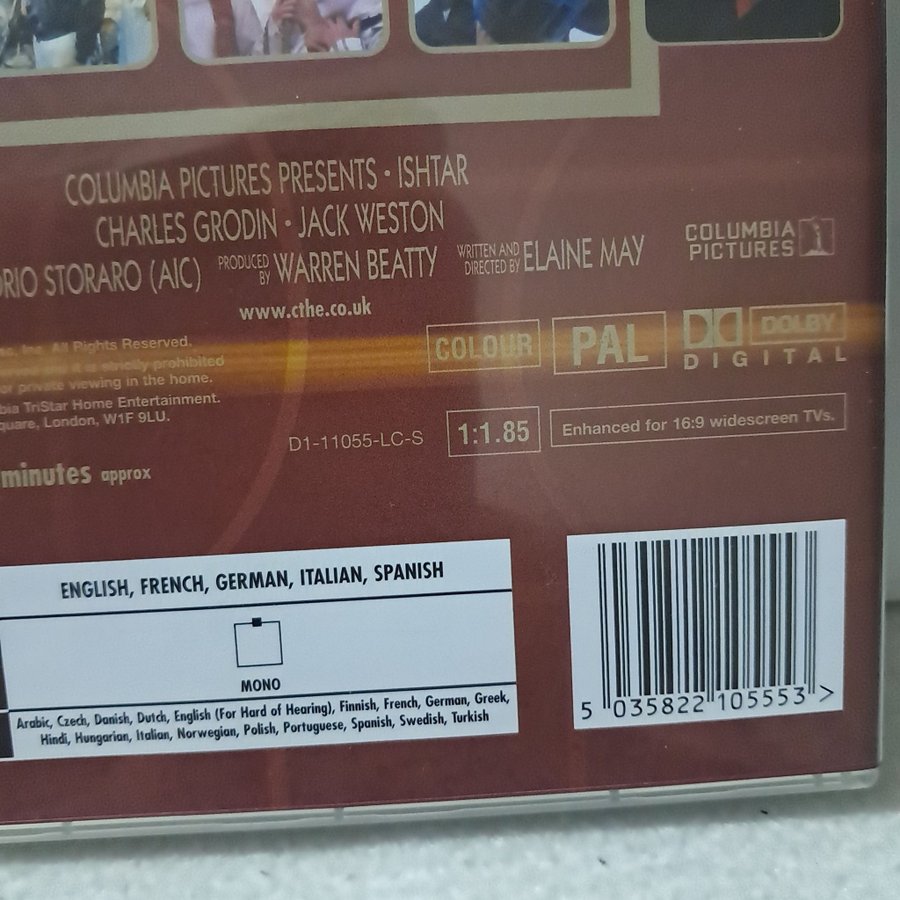 COLUMBIA PICTURES PRESENTS · ISHTAR
CHARLES GRODIN · JACK WESTON
STORARO (AIC) PRODUCED BY WARREN BEATTY WRITTEN AND DIRECTED BY ELAINE MAY
COLUMBIA
PICTURES
www.cthe.co.uk
All Rights Reserved.
it is strictly prohibited
private viewing in the home.
TriStar Home Entertainment.
London, W1F 9LU.
COLOUR PAL DOLBY
DIGITAL
D1-11055-LC-S 1:1.85 Enhanced for 16:9 widescreen TVs.
minutes approx
ENGLISH, FRENCH, GERMAN, ITALIAN, SPANISH
MONO
Arabic, Czech, Danish, Dutch, English (For Hard of Hearing), Finnish, French, German, Greek,
Hindi, Hungarian, Italian, Norwegian, Polish, Portuguese, Spanish, Swedish, Turkish
5 035822 105553 >